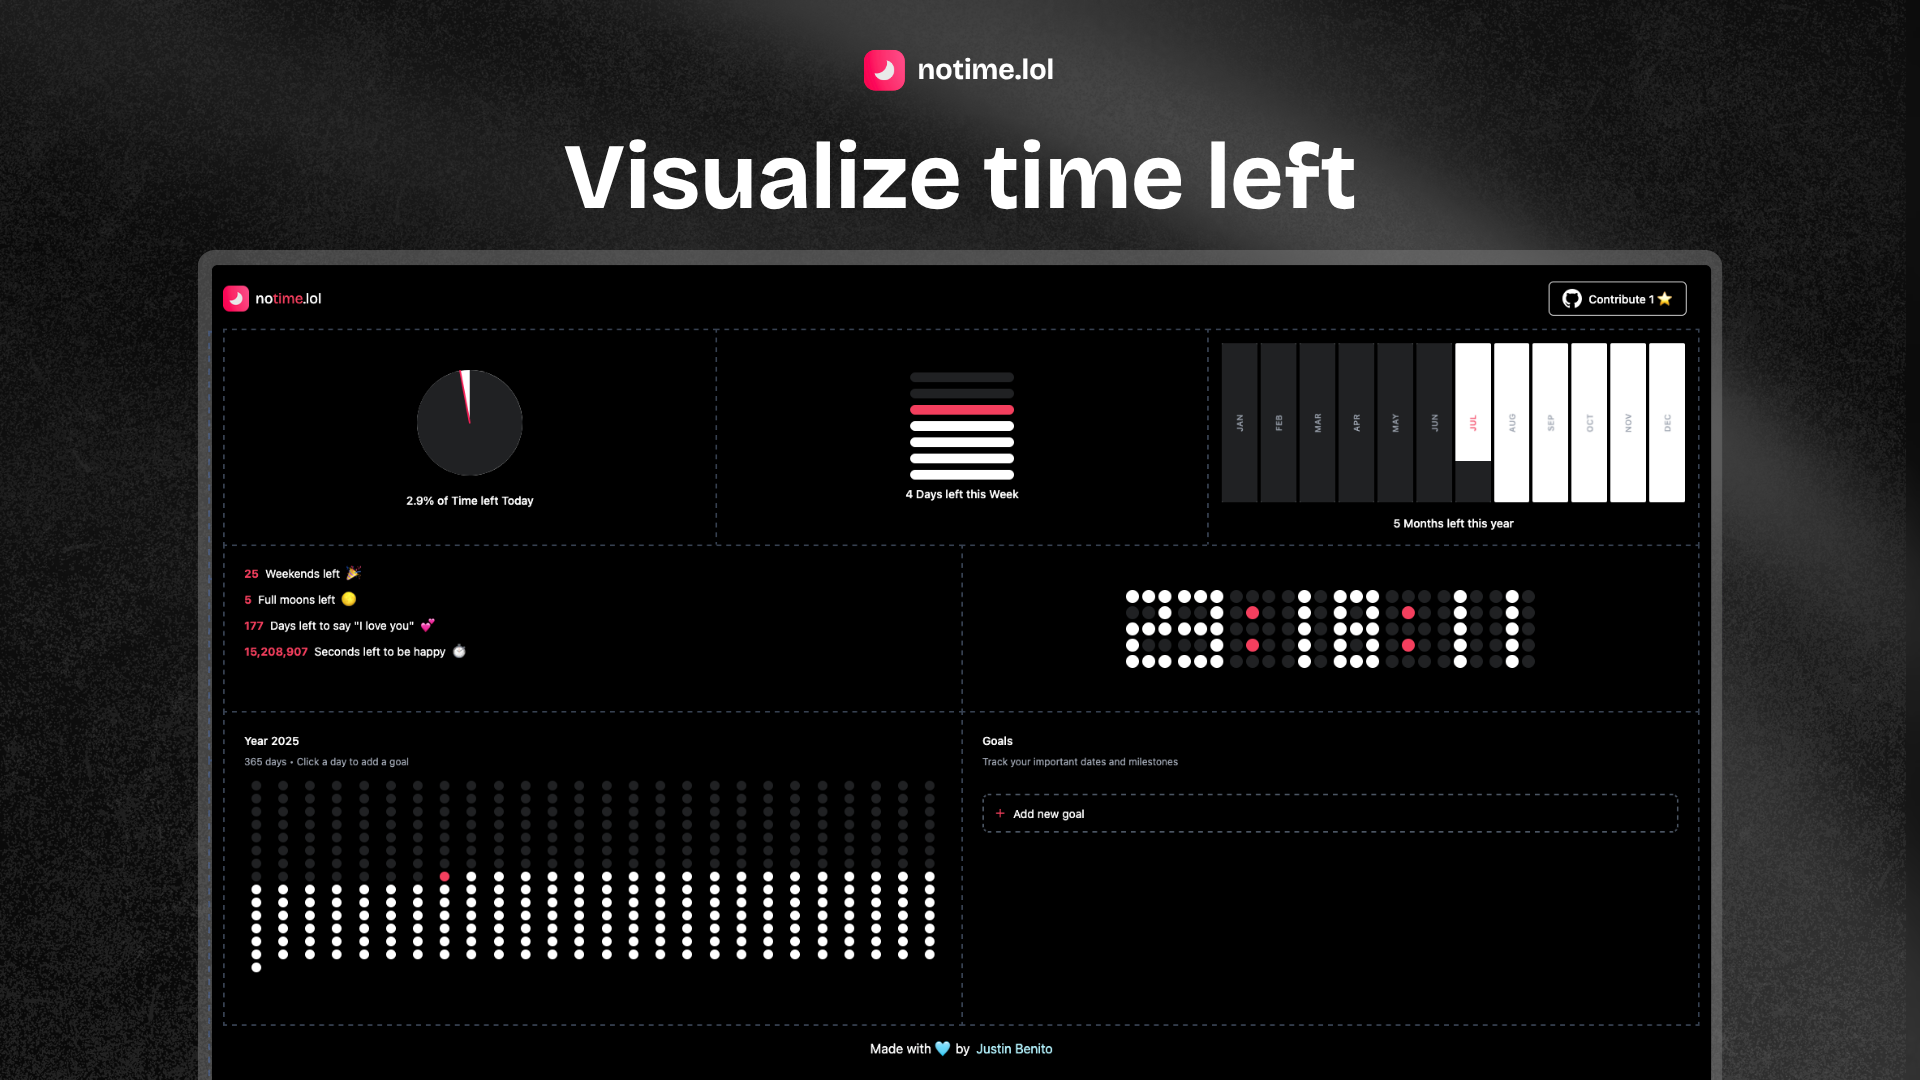 notime.lol
Visualize time left
notime.lol
Contribute 1
2.9% of Time left Today
4 Days left this Week
JAN
FEB
MAR
APR
MAY
JUN
JUL
AUG
SEP
OCT
NOV
DEC
5 Months left this year
25 Weekends left 🎉
5 Full moons left 🌕
177 Days left to say "I love you" 💕
15,208,907 Seconds left to be happy ⏱️
23:18:11
Year 2025
365 days • Click a day to add a goal
Goals
Track your important dates and milestones
+ Add new goal
Made with 🩵 by Justin Benito